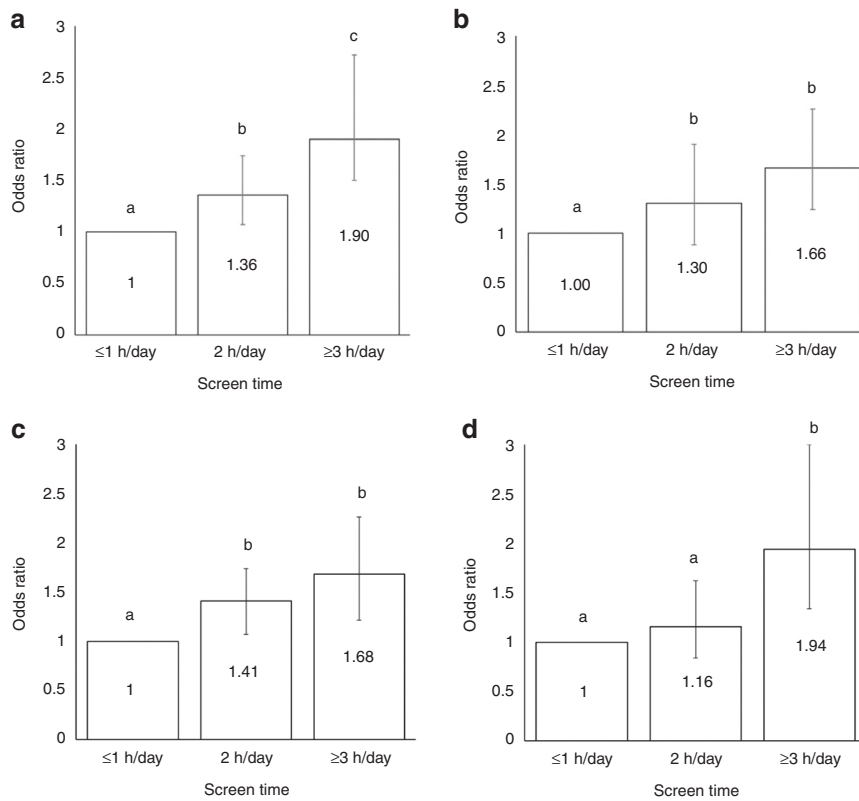 a
3
2.5
2
1.5
1
0.5
0
Odds ratio
a
b
c
1
1.36
1.90
≤1 h/day 2 h/day ≥3 h/day
Screen time
b
3
2.5
2
1.5
1
0.5
0
Odds ratio
a
b
b
1.00
1.30
1.66
≤1 h/day 2 h/day ≥3 h/day
Screen time
c
3
2.5
2
1.5
1
0.5
0
Odds ratio
a
b
b
1
1.41
1.68
≤1 h/day 2 h/day ≥3 h/day
Screen time
d
3
2.5
2
1.5
1
0.5
0
Odds ratio
a
a
b
1
1.16
1.94
≤1 h/day 2 h/day ≥3 h/day
Screen time